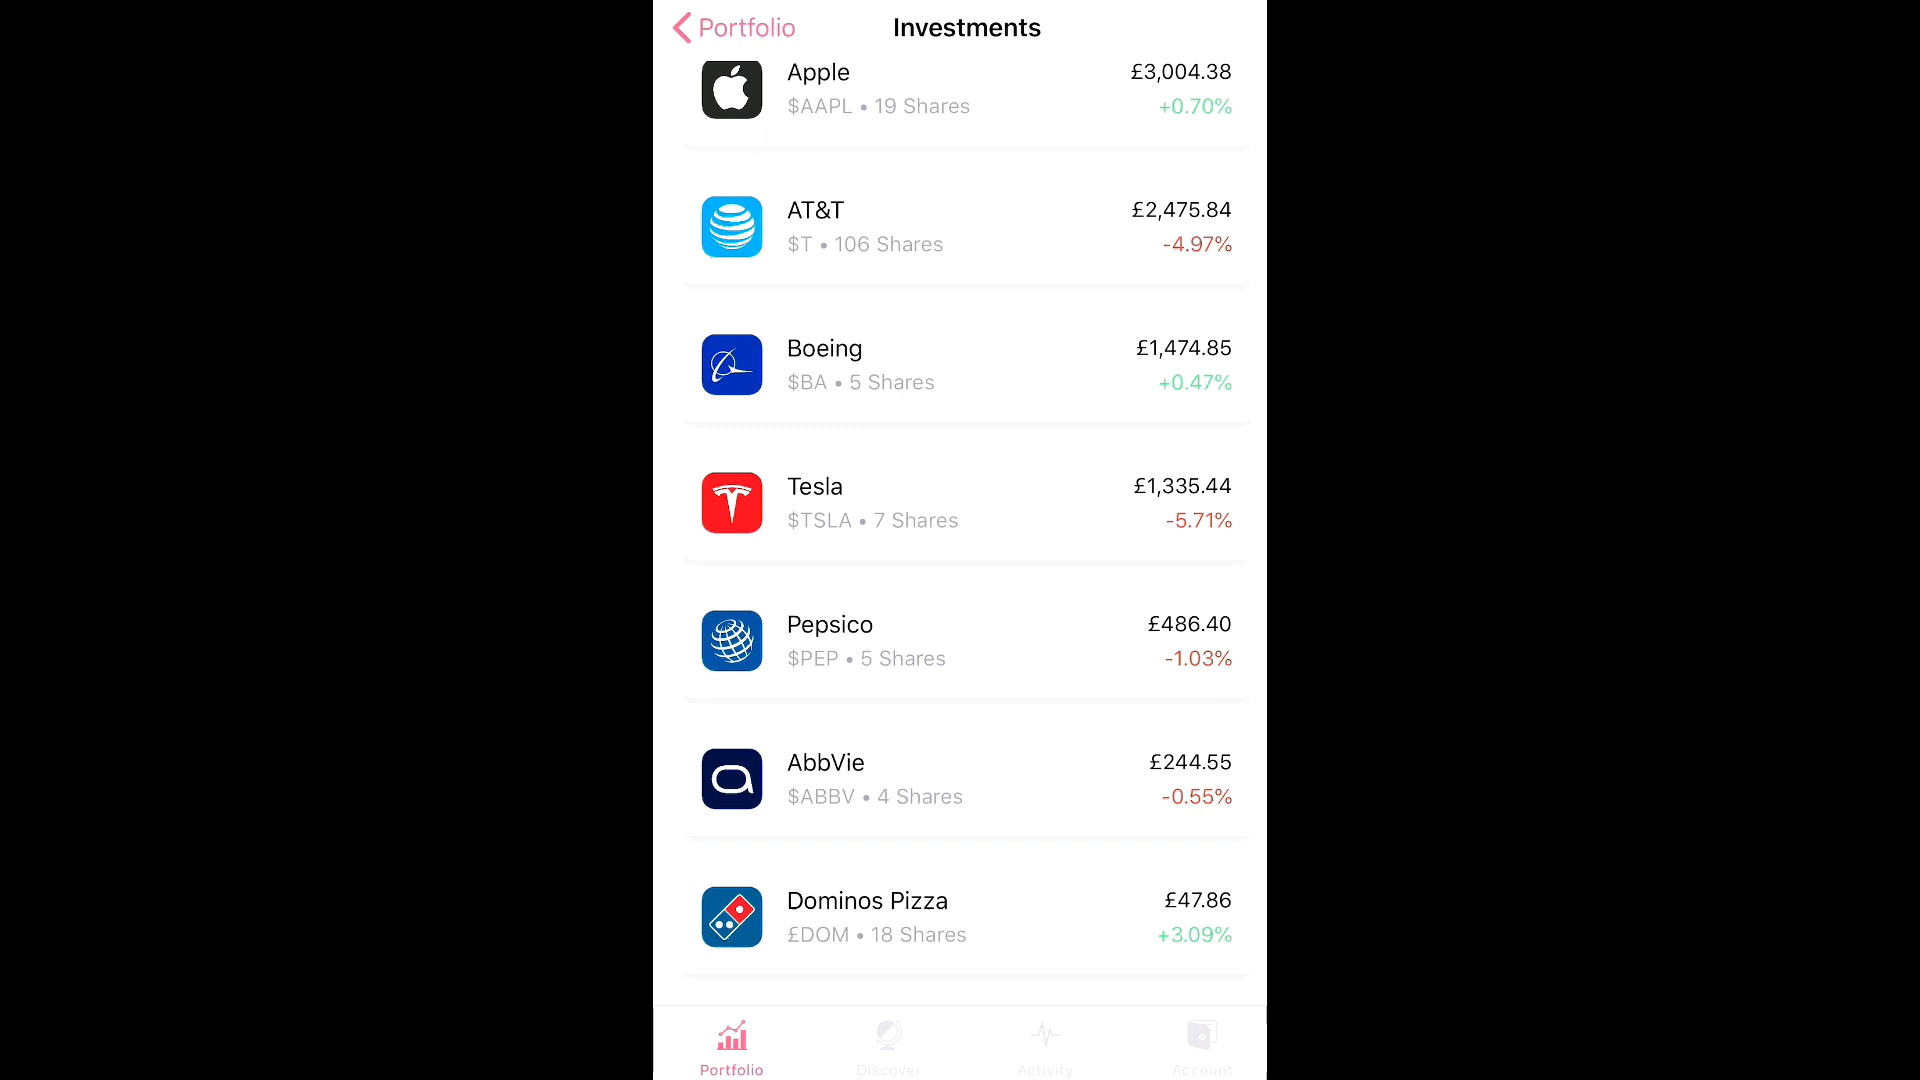 Portfolio
Investments
Apple
£3,004.38
$AAPL • 19 Shares
+0.70%
AT&T
£2,475.84
$T • 106 Shares
-4.97%
Boeing
£1,474.85
$BA • 5 Shares
+0.47%
Tesla
£1,335.44
$TSLA • 7 Shares
-5.71%
Pepsico
£486.40
$PEP • 5 Shares
-1.03%
AbbVie
£244.55
$ABBV • 4 Shares
-0.55%
Dominos Pizza
£47.86
£DOM • 18 Shares
+3.09%
Portfolio
Discover
Activity
Account